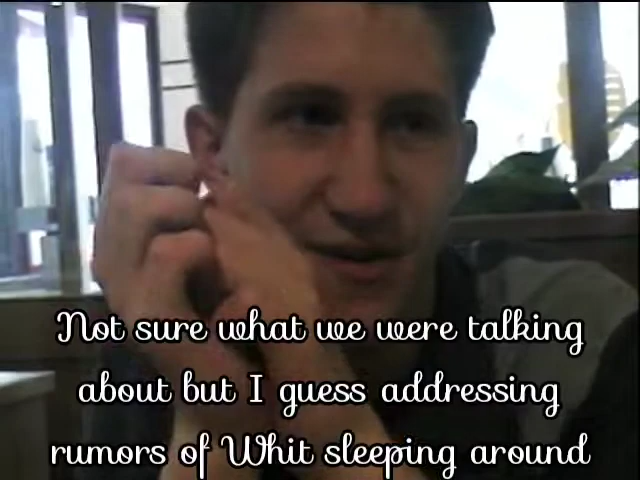 Not sure what we were talking
about but I guess addressing
rumors of Whit sleeping around